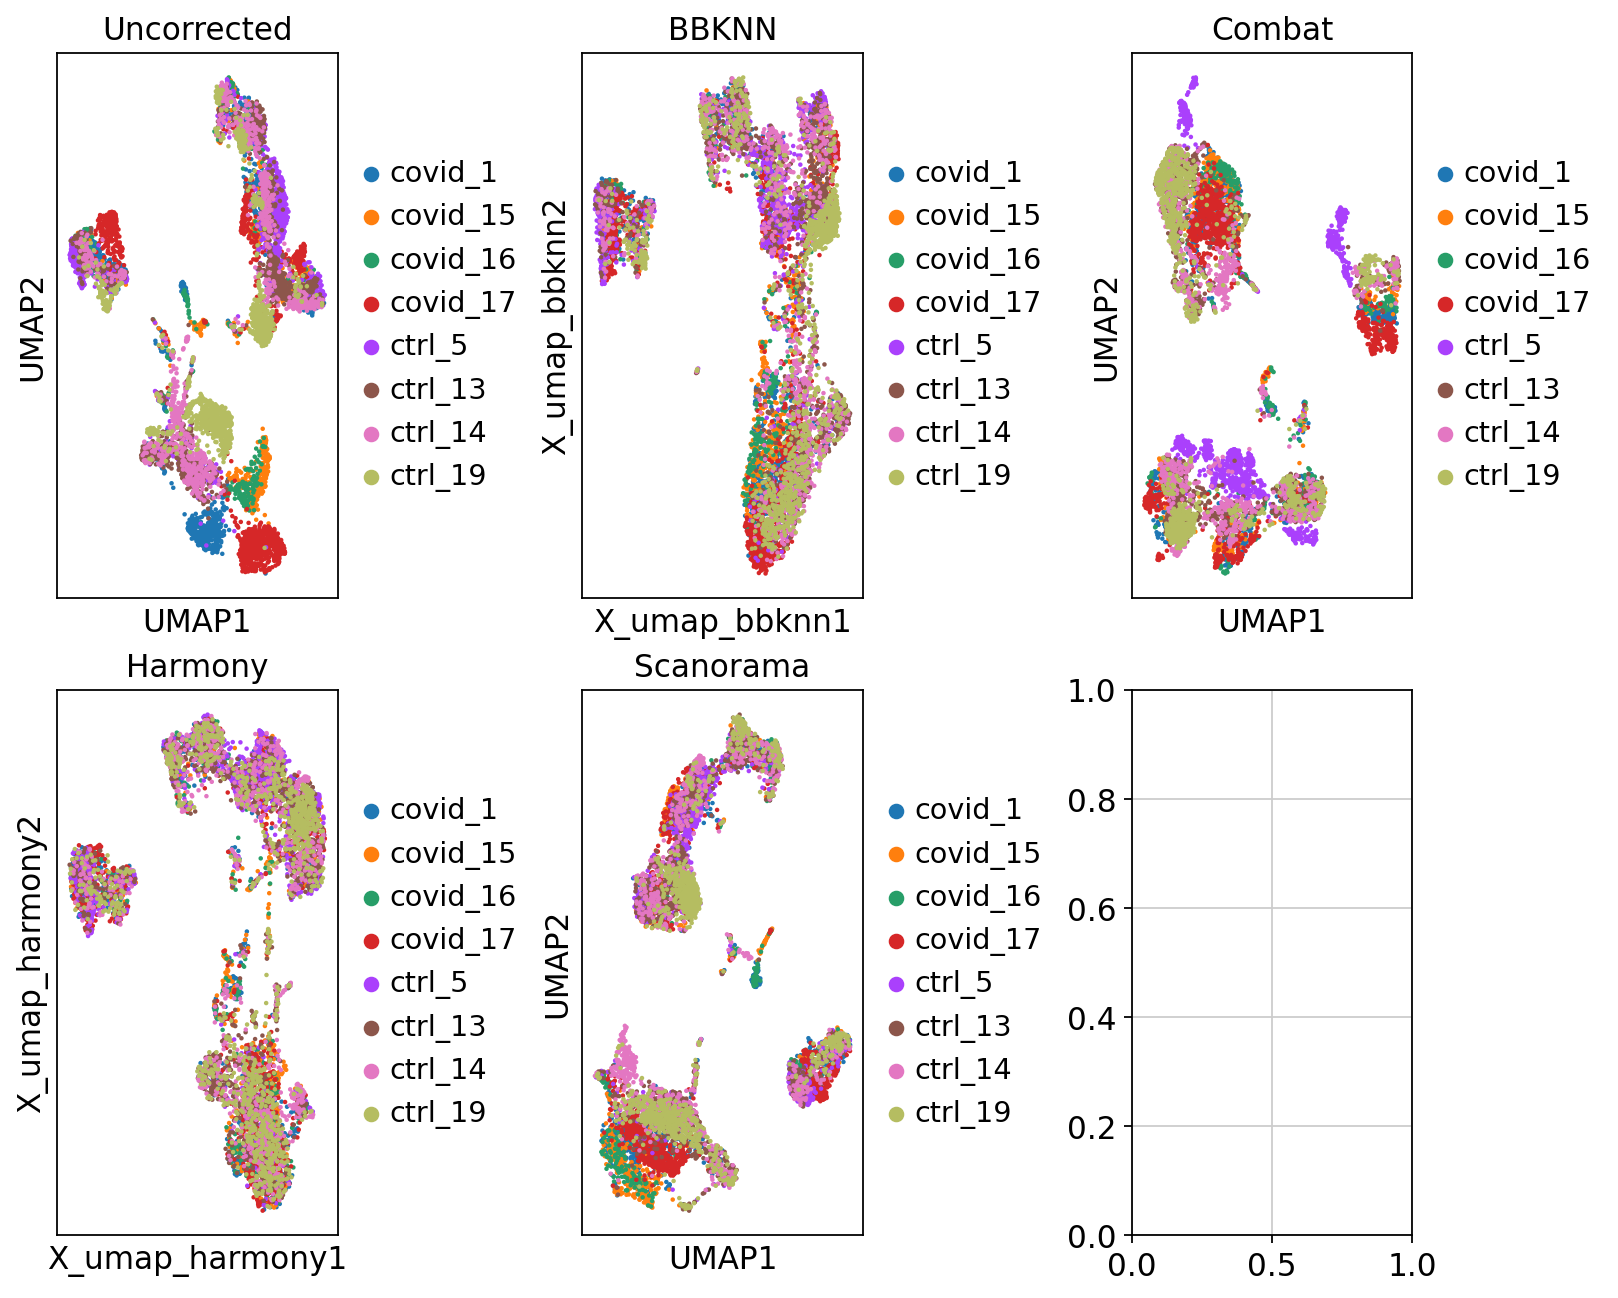 Uncorrected
UMAP2
UMAP1
covid_1
covid_15
covid_16
covid_17
ctrl_5
ctrl_13
ctrl_14
ctrl_19
BBKNN
X_umap_bbknn2
X_umap_bbknn1
covid_1
covid_15
covid_16
covid_17
ctrl_5
ctrl_13
ctrl_14
ctrl_19
Combat
UMAP2
UMAP1
covid_1
covid_15
covid_16
covid_17
ctrl_5
ctrl_13
ctrl_14
ctrl_19
Harmony
X_umap_harmony2
X_umap_harmony1
covid_1
covid_15
covid_16
covid_17
ctrl_5
ctrl_13
ctrl_14
ctrl_19
Scanorama
UMAP2
UMAP1
covid_1
covid_15
covid_16
covid_17
ctrl_5
ctrl_13
ctrl_14
ctrl_19
1.0
0.8
0.6
0.4
0.2
0.0
0.0 0.5 1.0